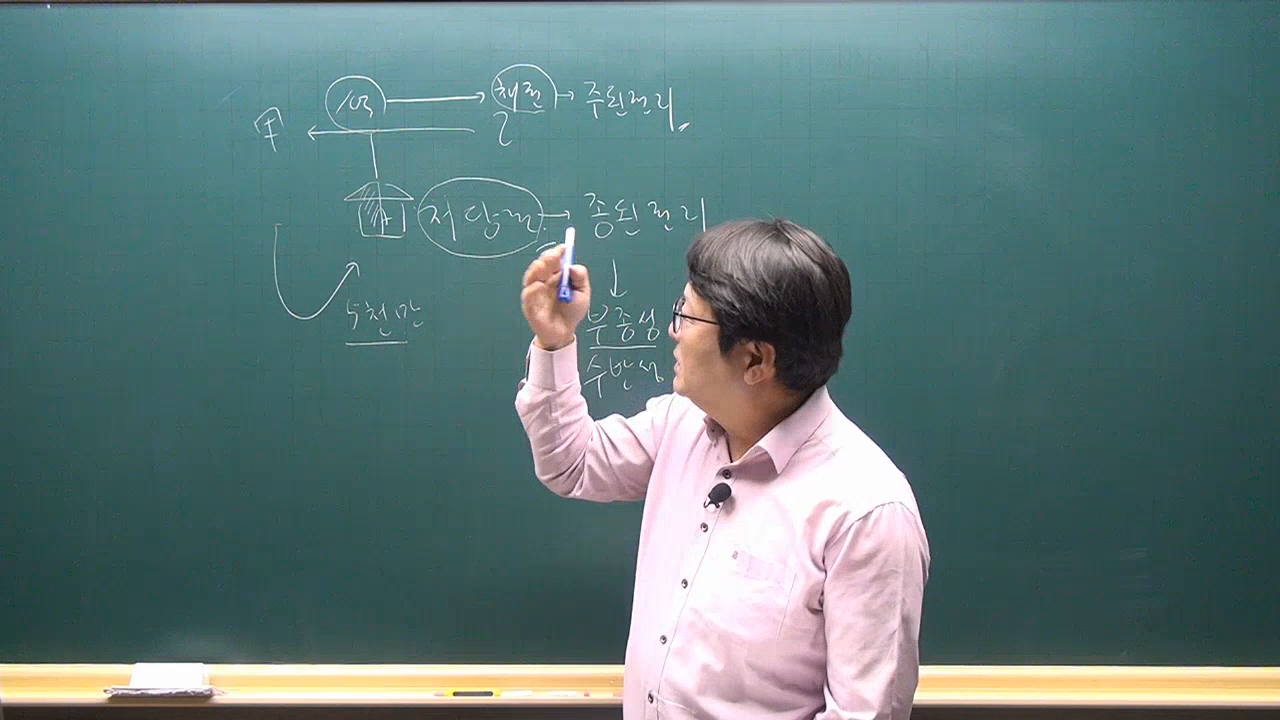 1억 → 채권 → 주된권리
甲 乙
저당권 → 종된권리
5천만
부종성
수반성